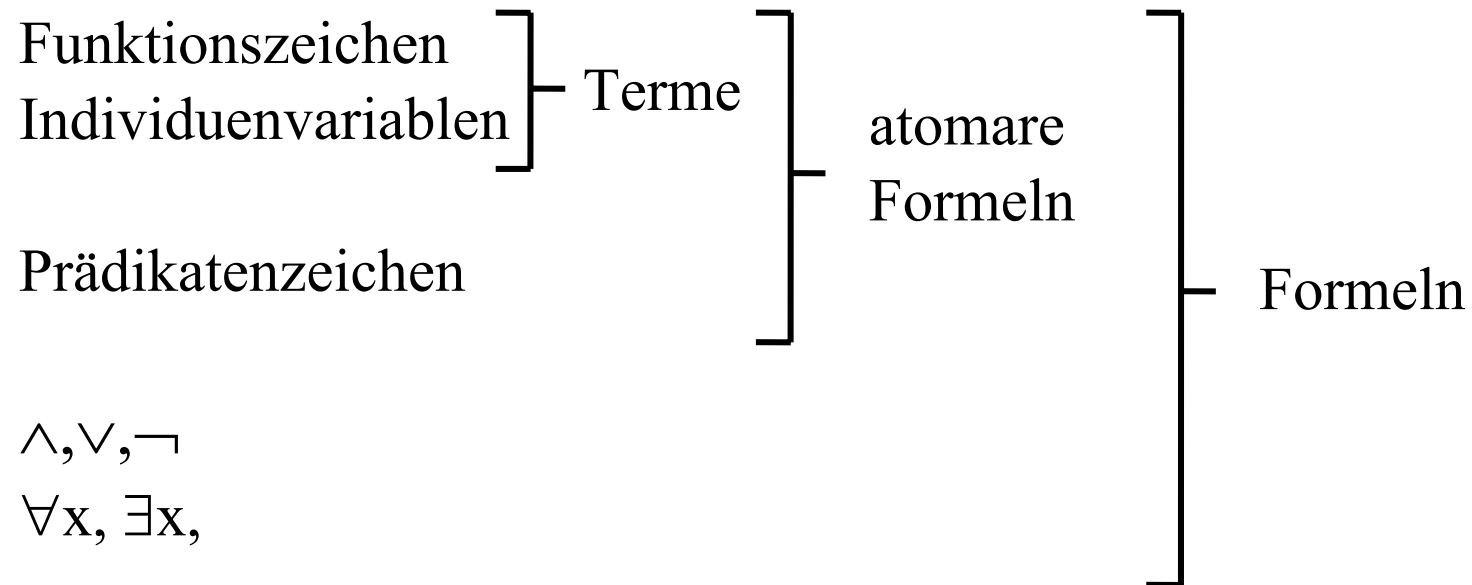 Funktionszeichen
Individuenvariablen
Terme
atomare
Formeln
Prädikatenzeichen
Formeln
∧,∨,¬
∀x, ∃x,